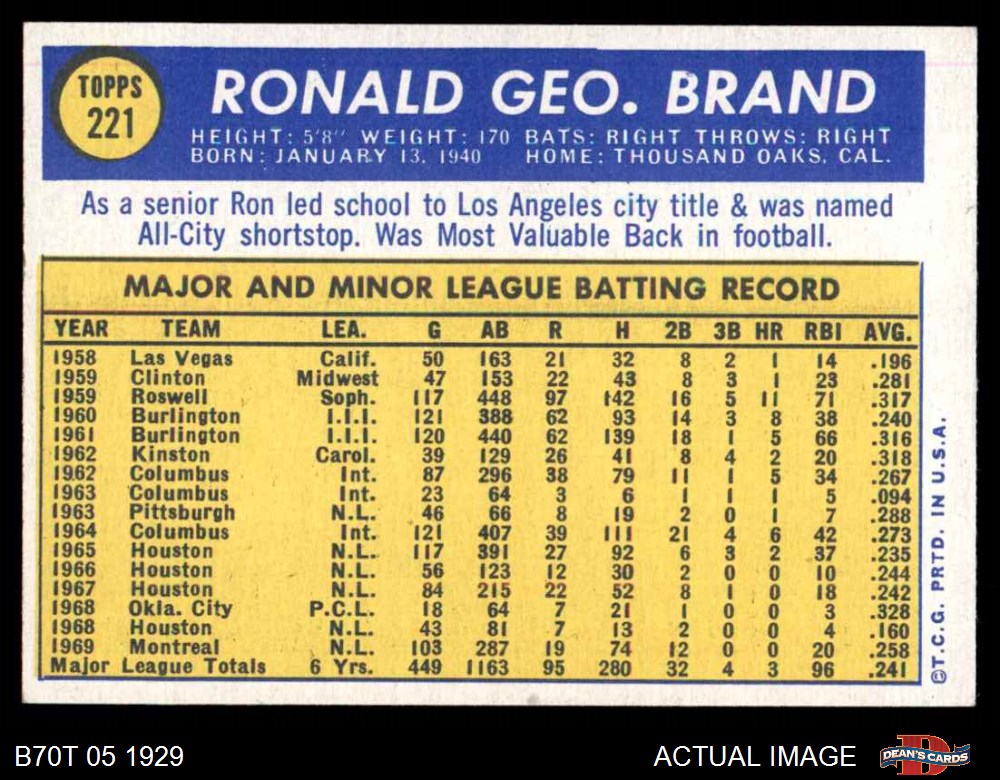 TOPPS
221
RONALD GEO. BRAND
HEIGHT: 5'8" WEIGHT: 170 BATS: RIGHT THROWS: RIGHT
BORN: JANUARY 13, 1940 HOME: THOUSAND OAKS, CAL.
As a senior Ron led school to Los Angeles city title & was named
All-City shortstop. Was Most Valuable Back in football.
MAJOR AND MINOR LEAGUE BATTING RECORD
YEAR TEAM LEA. G AB R H 2B 3B HR RBI AVG.
1958 Las Vegas Calif. 50 163 21 32 8 2 1 14 .196
1959 Clinton Midwest 47 153 22 43 8 3 1 23 .281
1959 Roswell Soph. 117 448 97 142 16 5 11 71 .317
1960 Burlington I.I.I. 121 388 62 93 14 3 8 38 .240
1961 Burlington I.I.I. 120 440 62 139 18 1 5 66 .316
1962 Kinston Carol. 39 129 26 41 8 4 2 20 .318
1962 Columbus Int. 87 296 38 79 11 1 5 34 .267
1963 Columbus Int. 23 64 3 6 1 1 1 5 .094
1963 Pittsburgh N.L. 46 66 8 19 2 0 1 7 .288
1964 Columbus Int. 121 407 39 111 21 4 6 42 .273
1965 Houston N.L. 117 391 27 92 6 3 2 37 .235
1966 Houston N.L. 56 123 12 30 2 0 0 10 .244
1967 Houston N.L. 84 215 22 52 8 1 0 18 .242
1968 Okla. City P.C.L. 18 64 7 21 1 0 0 3 .328
1968 Houston N.L. 43 81 7 13 2 0 0 4 .160
1969 Montreal N.L. 103 287 19 74 12 0 0 20 .258
Major League Totals 6 Yrs. 449 1163 95 280 32 4 3 96 .241
©T.C.G. PRTD. IN U.S.A.
B70T 05 1929
ACTUAL IMAGE
DEAN'S CARDS